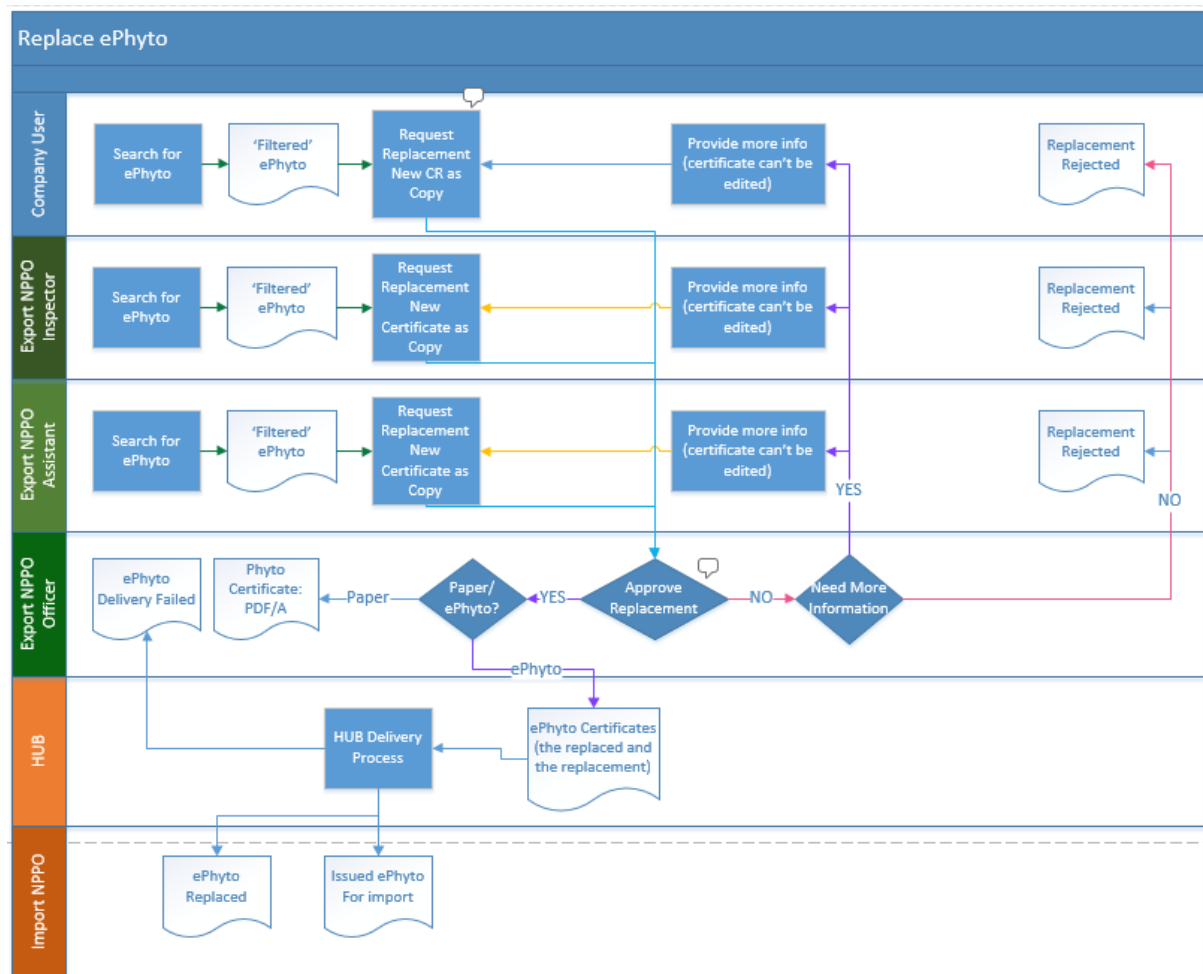 Replace ePhyto
Company User
Search for
ePhyto
‘Filtered’
ePhyto
Request
Replacement
New CR as
Copy
Provide more info
(certificate can’t be
edited)
Replacement
Rejected
Export NPPO
Inspector
Search for
ePhyto
‘Filtered’
ePhyto
Request
Replacement
New
Certificate as
Copy
Provide more info
(certificate can’t be
edited)
Replacement
Rejected
Export NPPO
Assistant
Search for
ePhyto
‘Filtered’
ePhyto
Request
Replacement
New
Certificate as
Copy
Provide more info
(certificate can’t be
edited)
YES
Replacement
Rejected
NO
Export NPPO
Officer
ePhyto
Delivery Failed
Phyto
Certificate:
PDF/A
Paper
Paper/
ePhyto?
YES
Approve
Replacement
NO
Need More
Information
ePhyto
HUB
HUB Delivery
Process
ePhyto Certificates
(the replaced and
the replacement)
Import NPPO
ePhyto
Replaced
Issued ePhyto
For import